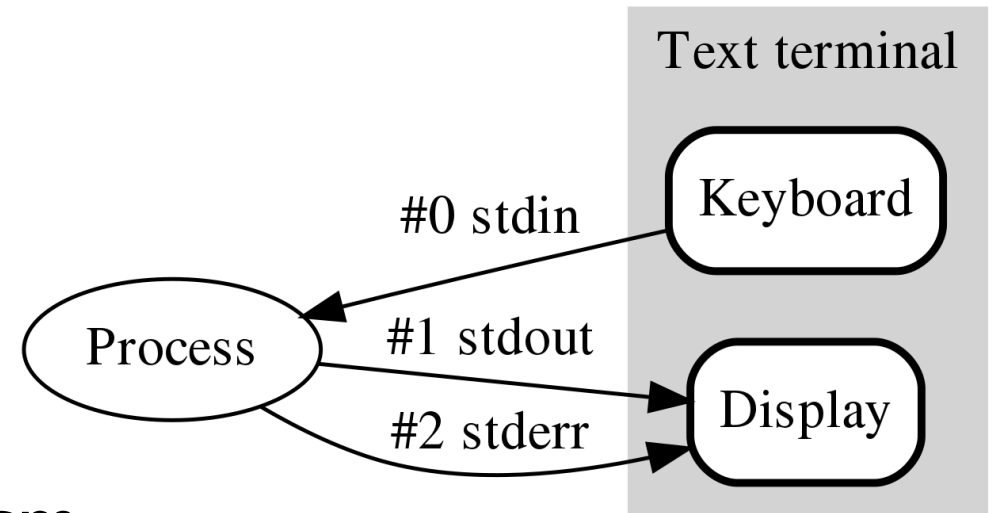 Text terminal
Keyboard
#0 stdin
#1 stdout
Process
Display
#2 stderr